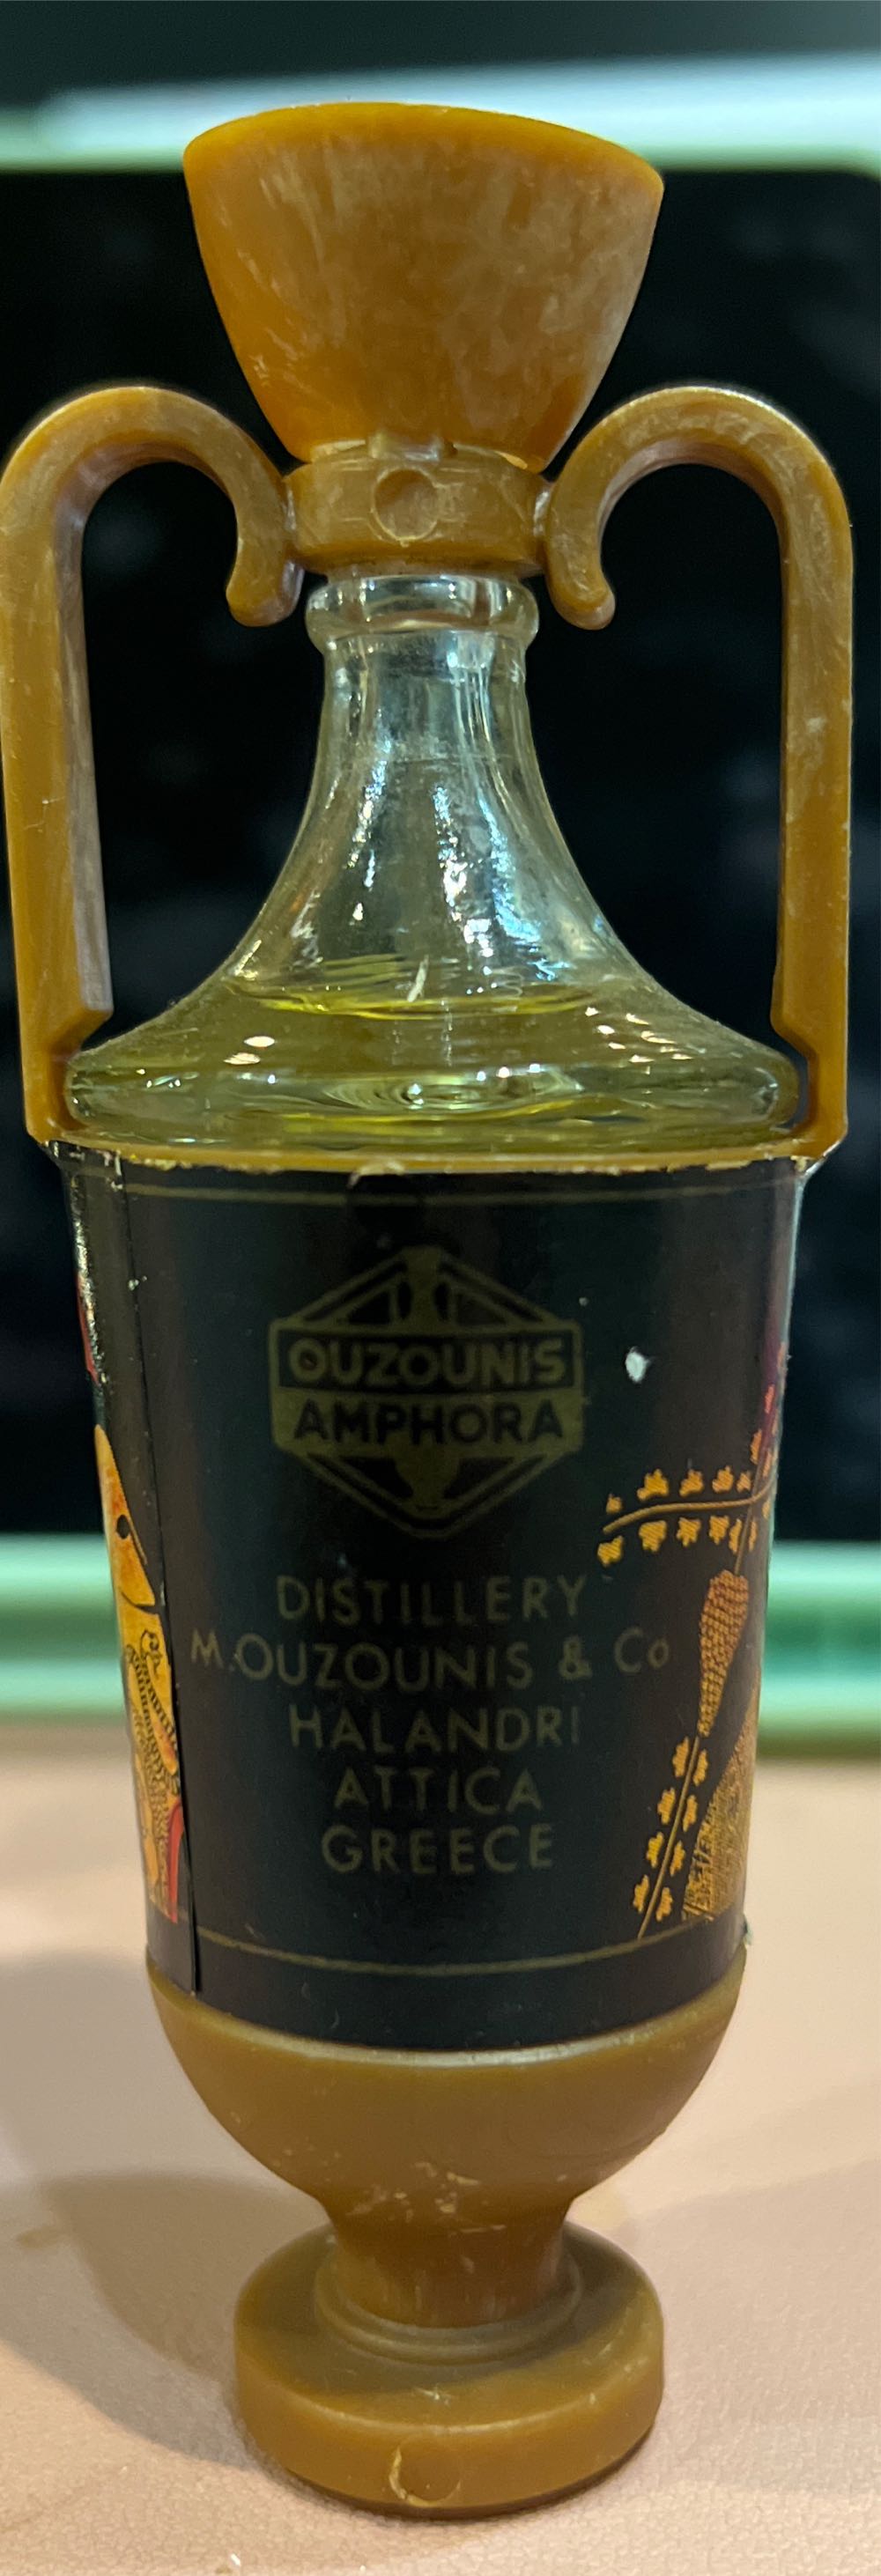 OUZOUNIS
AMPHORA
DISTILLERY
M.OUZOUNIS & Co
HALANDRI
ATTICA
GREECE